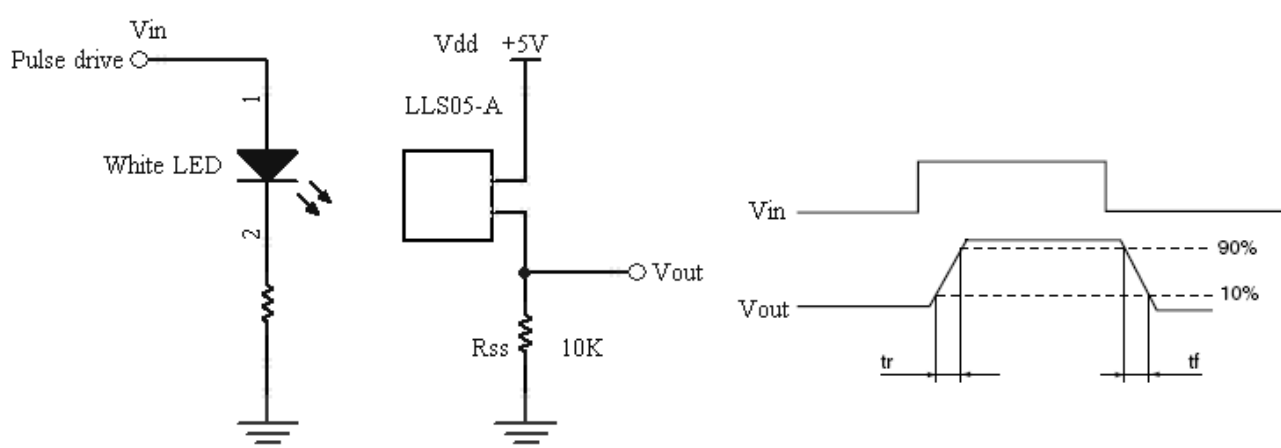 Vin
Pulse drive
1
White LED
2
Vdd +5V
LLS05-A
Vout
Rss 10K
Vin
90%
10%
Vout
tr
tf